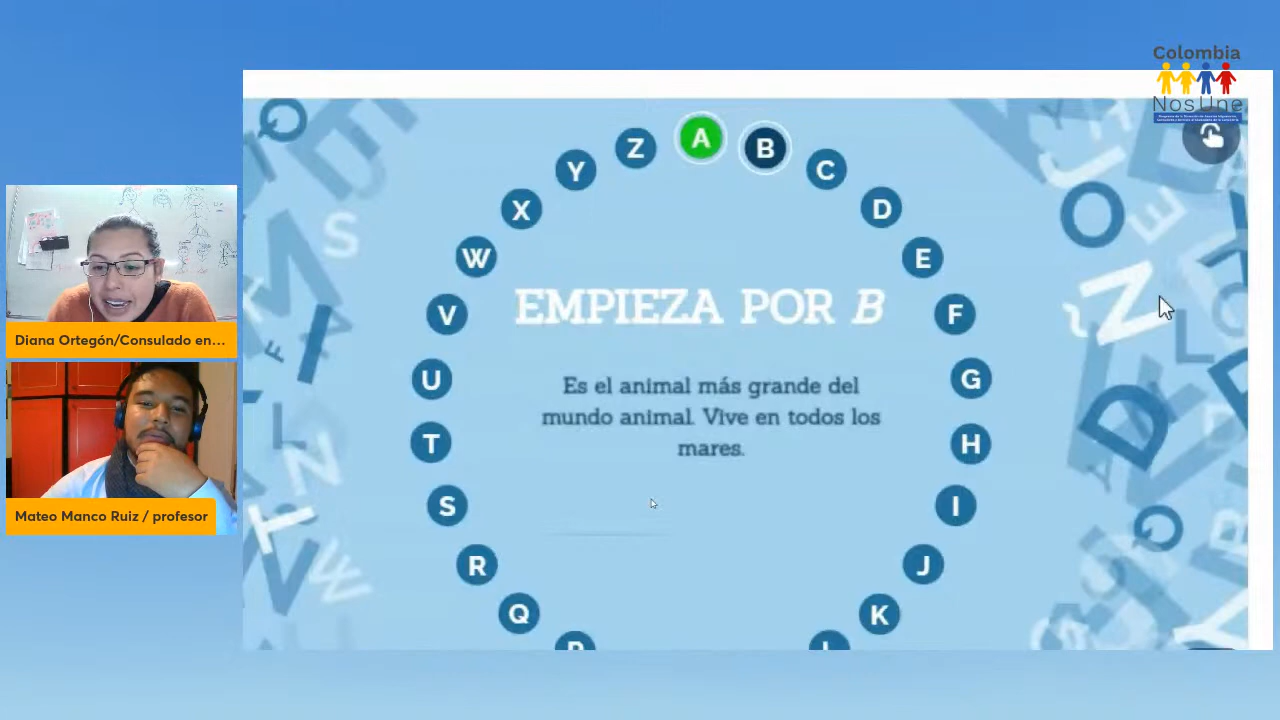 Colombia
NosUne
Z
A
B
C
D
E
F
G
H
I
J
K
L
P
Q
R
S
T
U
V
W
X
Y
EMPIEZA POR B
Es el animal más grande del
mundo animal. Vive en todos los
mares.
Diana Ortegón/Consulado en…
Mateo Manco Ruiz / profesor